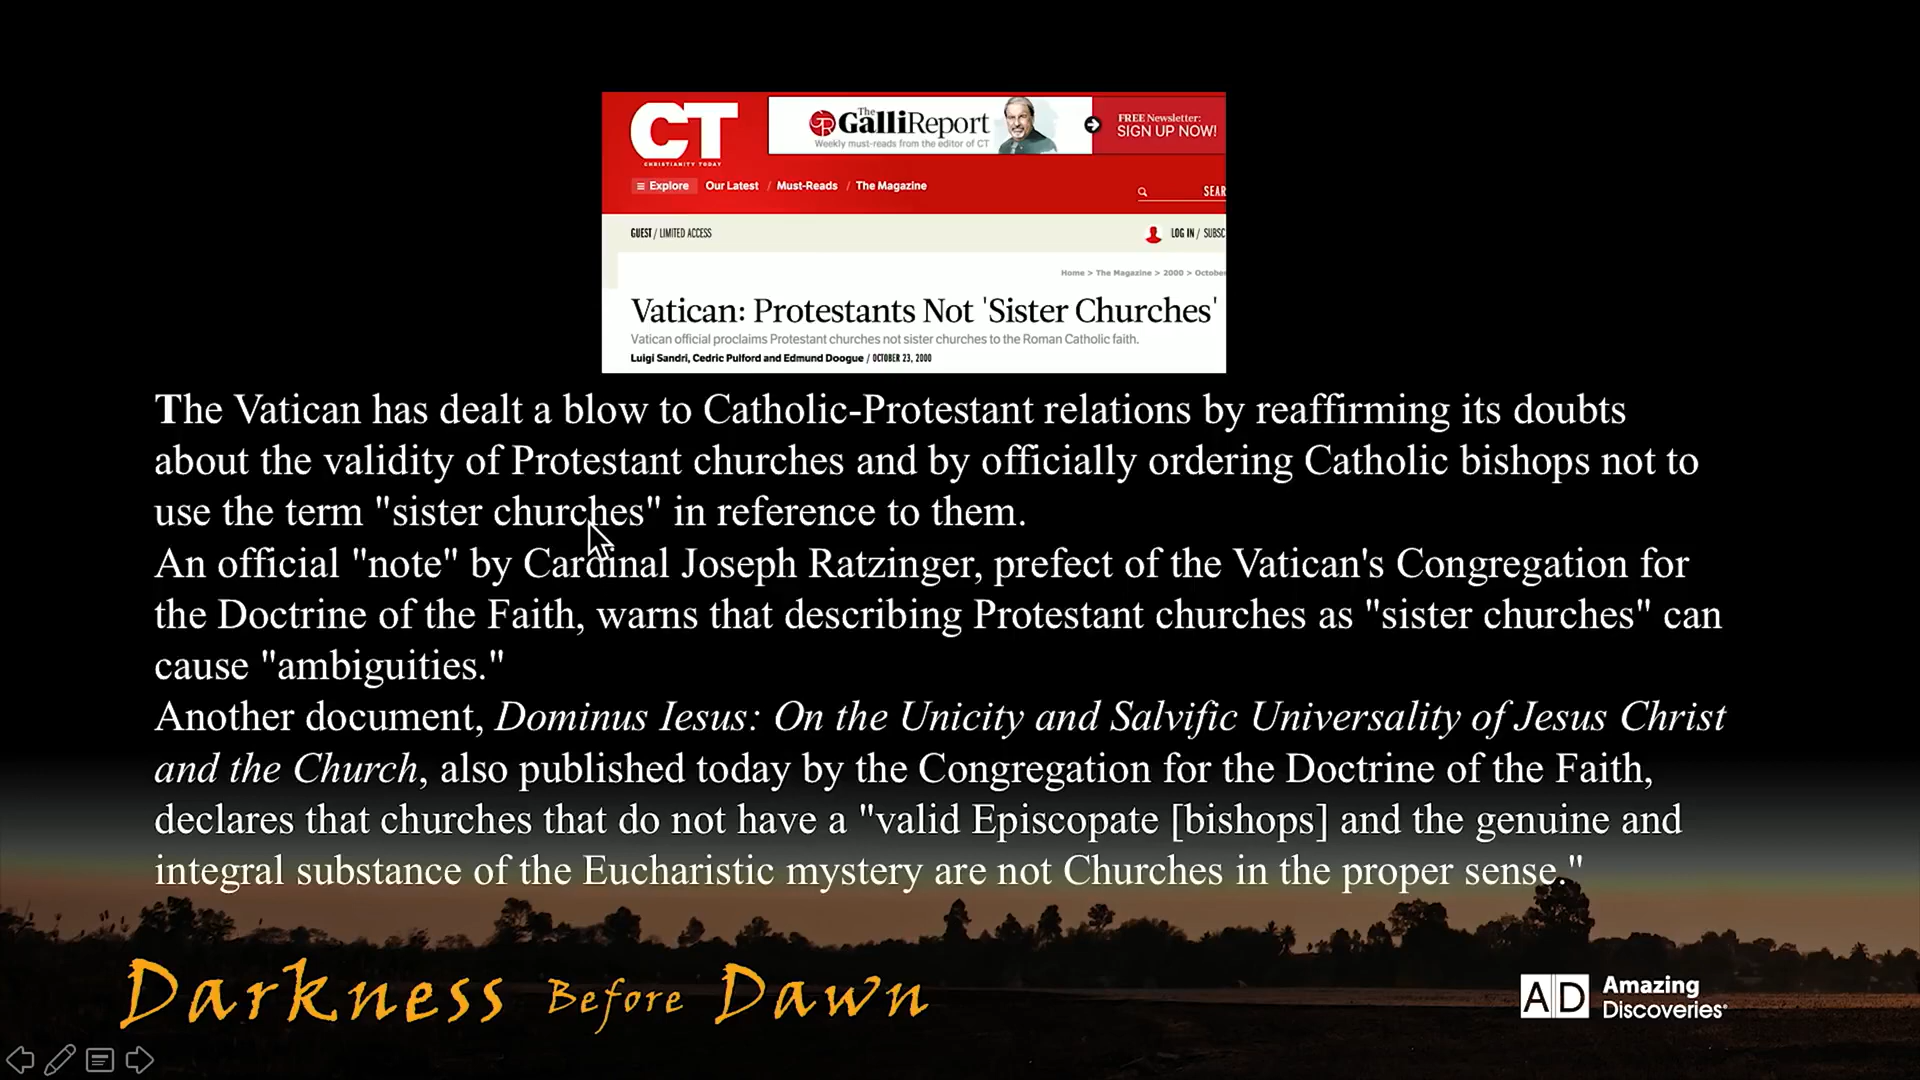 CT
CHRISTIANITY TODAY
GR
The
GalliReport
Weekly must-reads from the editor of CT
FREE Newsletter:
SIGN UP NOW!
Explore
Our Latest / Must-Reads / The Magazine
SEAR
GUEST / LIMITED ACCESS
LOG IN / SUBSC
Home > The Magazine > 2000 > October
Vatican: Protestants Not 'Sister Churches'
Vatican official proclaims Protestant churches not sister churches to the Roman Catholic faith.
Luigi Sandri, Cedric Pulford and Edmund Doogue / OCTOBER 23, 2000
The Vatican has dealt a blow to Catholic-Protestant relations by reaffirming its doubts
about the validity of Protestant churches and by officially ordering Catholic bishops not to
use the term "sister churches" in reference to them.
An official "note" by Cardinal Joseph Ratzinger, prefect of the Vatican's Congregation for
the Doctrine of the Faith, warns that describing Protestant churches as "sister churches" can
cause "ambiguities."
Another document, Dominus Iesus: On the Unicity and Salvific Universality of Jesus Christ
and the Church, also published today by the Congregation for the Doctrine of the Faith,
declares that churches that do not have a "valid Episcopate [bishops] and the genuine and
integral substance of the Eucharistic mystery are not Churches in the proper sense."
Darkness Before Dawn
AD
Amazing
Discoveries